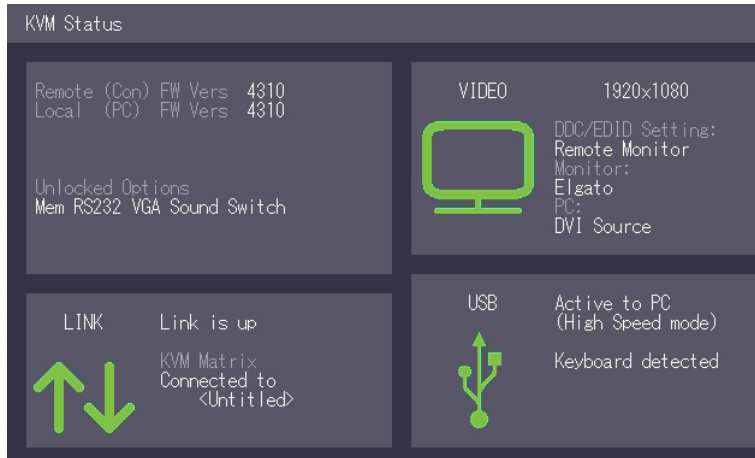 KVM Status
Remote (Con) FW Vers 4310
Local (PC) FW Vers 4310
Unlocked Options
Mem RS232 VGA Sound Switch
VIDEO 1920x1080
DDC/EDID Setting:
Remote Monitor
Monitor:
Elgato
PC:
DVI Source
LINK Link is up
KVM Matrix
Connected to
<Untitled>
USB Active to PC
(High Speed mode)
Keyboard detected